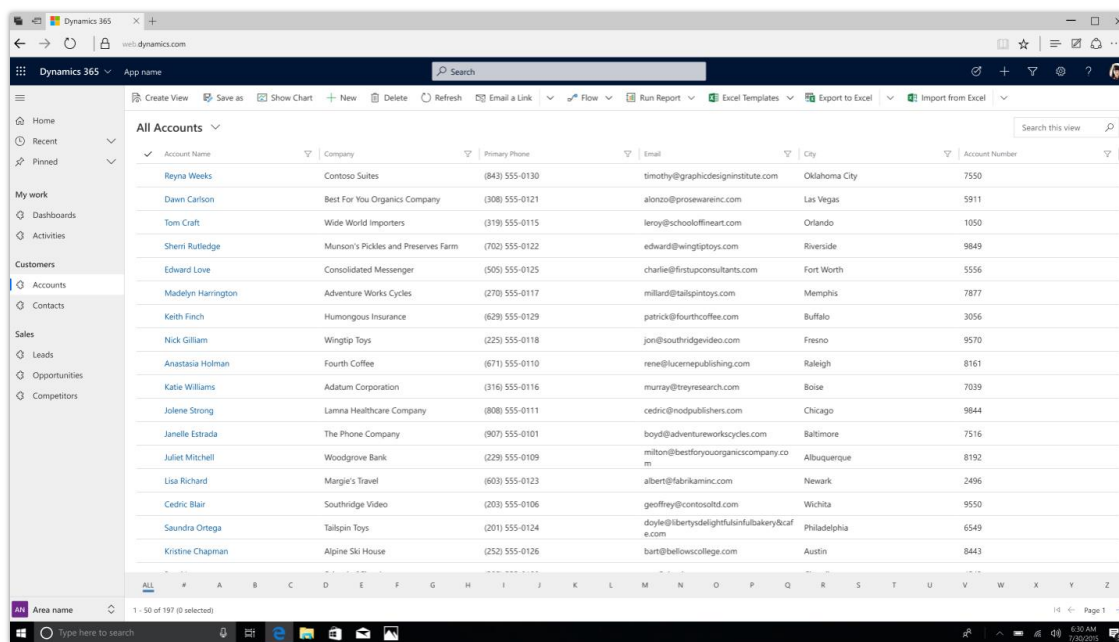 Dynamics 365
web.dynamics.com
Dynamics 365 App name Search
Create View Save as Show Chart New Delete Refresh Email a Link Flow Run Report Excel Templates Export to Excel Import from Excel
Home
Recent
Pinned
My work
Dashboards
Activities
Customers
Accounts
Contacts
Sales
Leads
Opportunities
Competitors
All Accounts
Search this view
Account Name Company Primary Phone Email City Account Number
Reyna Weeks Contoso Suites (843) 555-0130 timothy@graphicdesigninstitute.com Oklahoma City 7550
Dawn Carlson Best For You Organics Company (308) 555-0121 alonzo@prosewareinc.com Las Vegas 5911
Tom Craft Wide World Importers (319) 555-0115 leroy@schooloffineart.com Orlando 1050
Sherri Rutledge Munson's Pickles and Preserves Farm (702) 555-0122 edward@wingtiptoys.com Riverside 9849
Edward Love Consolidated Messenger (505) 555-0125 charlie@firstupconsultants.com Fort Worth 5556
Madelyn Harrington Adventure Works Cycles (270) 555-0117 millard@tailspintoys.com Memphis 7877
Keith Finch Humongous Insurance (629) 555-0129 patrick@fourthcoffee.com Buffalo 3056
Nick Gilliam Wingtip Toys (225) 555-0118 jon@southridgevideo.com Fresno 9570
Anastasia Holman Fourth Coffee (671) 555-0110 rene@lucernepublishing.com Raleigh 8161
Katie Williams Adatum Corporation (316) 555-0116 murray@treyresearch.com Boise 7039
Jolene Strong Lamna Healthcare Company (808) 555-0111 cedric@nodpublishers.com Chicago 9844
Janelle Estrada The Phone Company (907) 555-0101 boyd@adventureworkscycles.com Baltimore 7516
Juliet Mitchell Woodgrove Bank (229) 555-0109 milton@bestforyouorganicscompany.co
m Albuquerque 8192
Lisa Richard Margie's Travel (603) 555-0123 albert@fabrikaminc.com Newark 2496
Cedric Blair Southridge Video (203) 555-0106 geoffrey@contosoltd.com Wichita 9550
Saundra Ortega Tailspin Toys (201) 555-0124 doyle@libertysdelightfulsinfulbakery&caf
e.com Philadelphia 6549
Kristine Chapman Alpine Ski House (252) 555-0126 bart@bellowscollege.com Austin 8443
ALL # A B C D E F G H I J K L M N O P Q R S T U V W X Y Z
AN Area name 1 - 50 of 197 (0 selected) Page 1
Type here to search
6:30 AM
7/30/2015